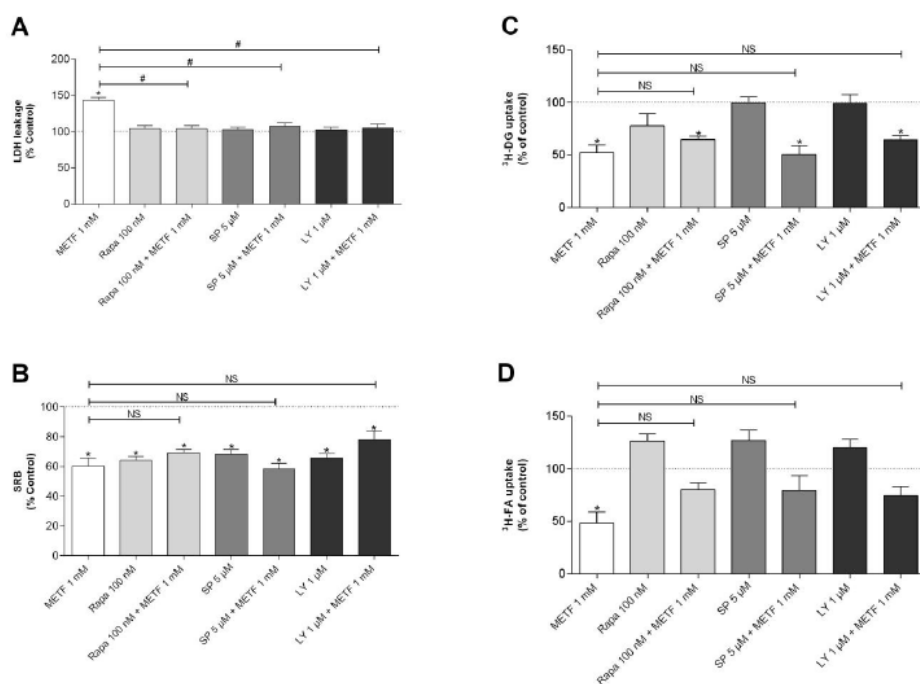 A
LDH leakage
(% Control)
200
150
100
50
0
*
#
#
#
METF 1 mM
Rapa 100 nM
Rapa 100 nM + METF 1 mM
SP 5 µM
SP 5 µM + METF 1 mM
LY 1 µM
LY 1 µM + METF 1 mM
B
SRB
(% Control)
100
80
60
40
20
0
NS
NS
NS
* * * * * * *
METF 1 mM
Rapa 100 nM
Rapa 100 nM + METF 1 mM
SP 5 µM
SP 5 µM + METF 1 mM
LY 1 µM
LY 1 µM + METF 1 mM
C
³H-DG uptake
(% of control)
150
100
50
0
NS
NS
NS
* * * *
METF 1 mM
Rapa 100 nM
Rapa 100 nM + METF 1 mM
SP 5 µM
SP 5 µM + METF 1 mM
LY 1 µM
LY 1 µM + METF 1 mM
D
³H-FA uptake
(% of control)
150
100
50
0
NS
NS
NS
*
METF 1 mM
Rapa 100 nM
Rapa 100 nM + METF 1 mM
SP 5 µM
SP 5 µM + METF 1 mM
LY 1 µM
LY 1 µM + METF 1 mM